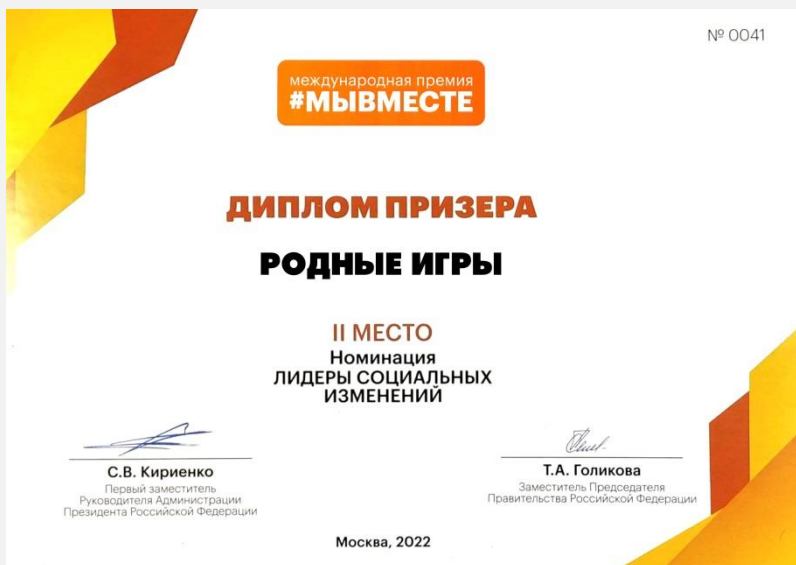 № 0041
международная премия
#МЫВМЕСТЕ
ДИПЛОМ ПРИЗЕРА
РОДНЫЕ ИГРЫ
II МЕСТО
Номинация
ЛИДЕРЫ СОЦИАЛЬНЫХ
ИЗМЕНЕНИЙ
С.В. Кириенко
Первый заместитель
Руководителя Администрации
Президента Российской Федерации
Т.А. Голикова
Заместитель Председателя
Правительства Российской Федерации
Москва, 2022